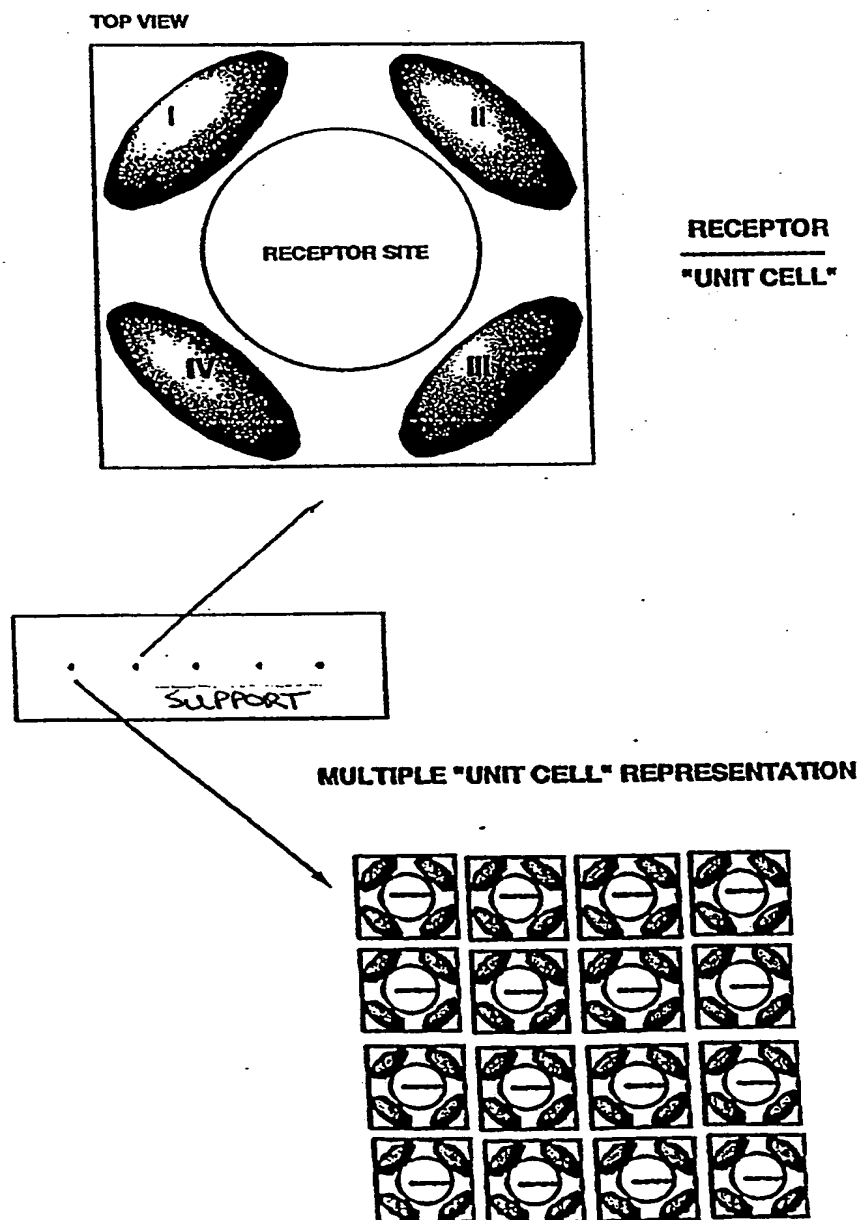 TOP VIEW
I
II
RECEPTOR SITE
RECEPTOR
"UNIT CELL"
IV
III
SUPPORT
MULTIPLE "UNIT CELL" REPRESENTATION